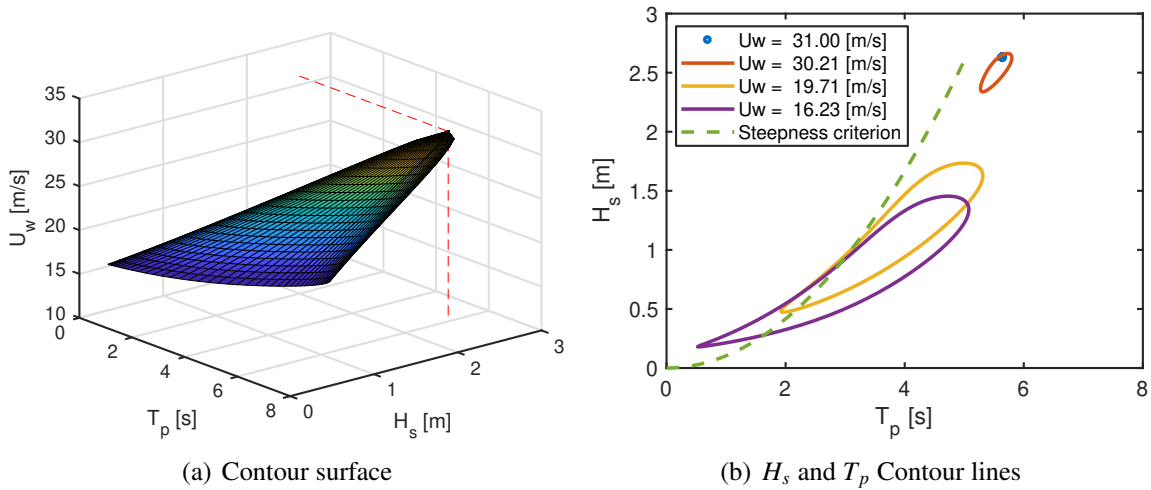 35
30
25
20
15
10
U_w [m/s]
0
2
4
6
8
T_p [s]
0
1
2
3
H_s [m]
(a) Contour surface
3
2.5
2
1.5
1
0.5
0
H_s [m]
Uw = 31.00 [m/s]
Uw = 30.21 [m/s]
Uw = 19.71 [m/s]
Uw = 16.23 [m/s]
Steepness criterion
0 2 4 6 8
T_p [s]
(b) H_s and T_p Contour lines